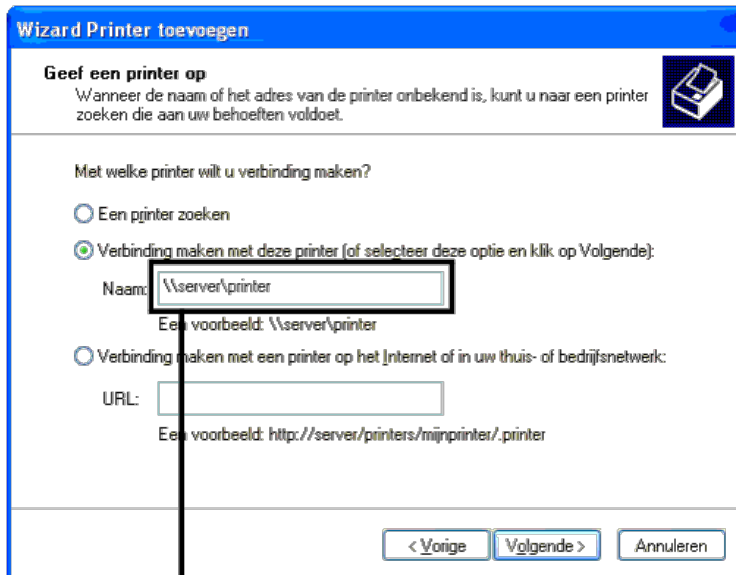 Wizard Printer toevoegen
Geef een printer op
Wanneer de naam of het adres van de printer onbekend is, kunt u naar een printer
zoeken die aan uw behoeften voldoet.
Met welke printer wilt u verbinding maken?
Een printer zoeken
Verbinding maken met deze printer (of selecteer deze optie en klik op Volgende):
Naam: \\server\printer
Een voorbeeld: \\server\printer
Verbinding maken met een printer op het Internet of in uw thuis- of bedrijfsnetwerk:
URL:
Een voorbeeld: http://server/printers/mijnprinter/.printer
< Vorige Volgende > Annuleren